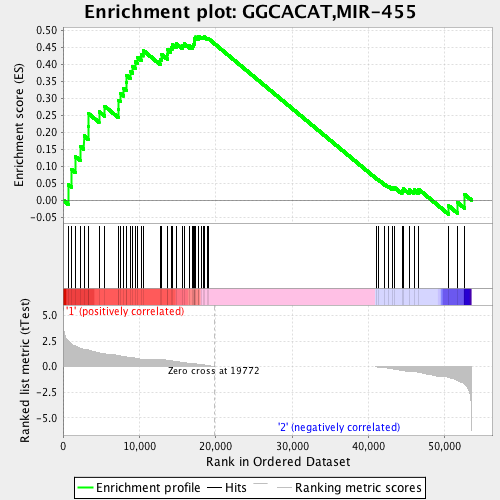 Enrichment plot: GGCACAT,MIR-455
Enrichment score (ES)
0.50
0.45
0.40
0.35
0.30
0.25
0.20
0.15
0.10
0.05
0.00
-0.05
'1' (positively correlated)
Ranked list metric (tTest)
5.0
2.5
0.0
-2.5
-5.0
Zero cross at 19772
'2' (negatively correlated)
0
10,000
20,000
30,000
40,000
50,000
Rank in Ordered Dataset
Enrichment profile
Hits
Ranking metric scores